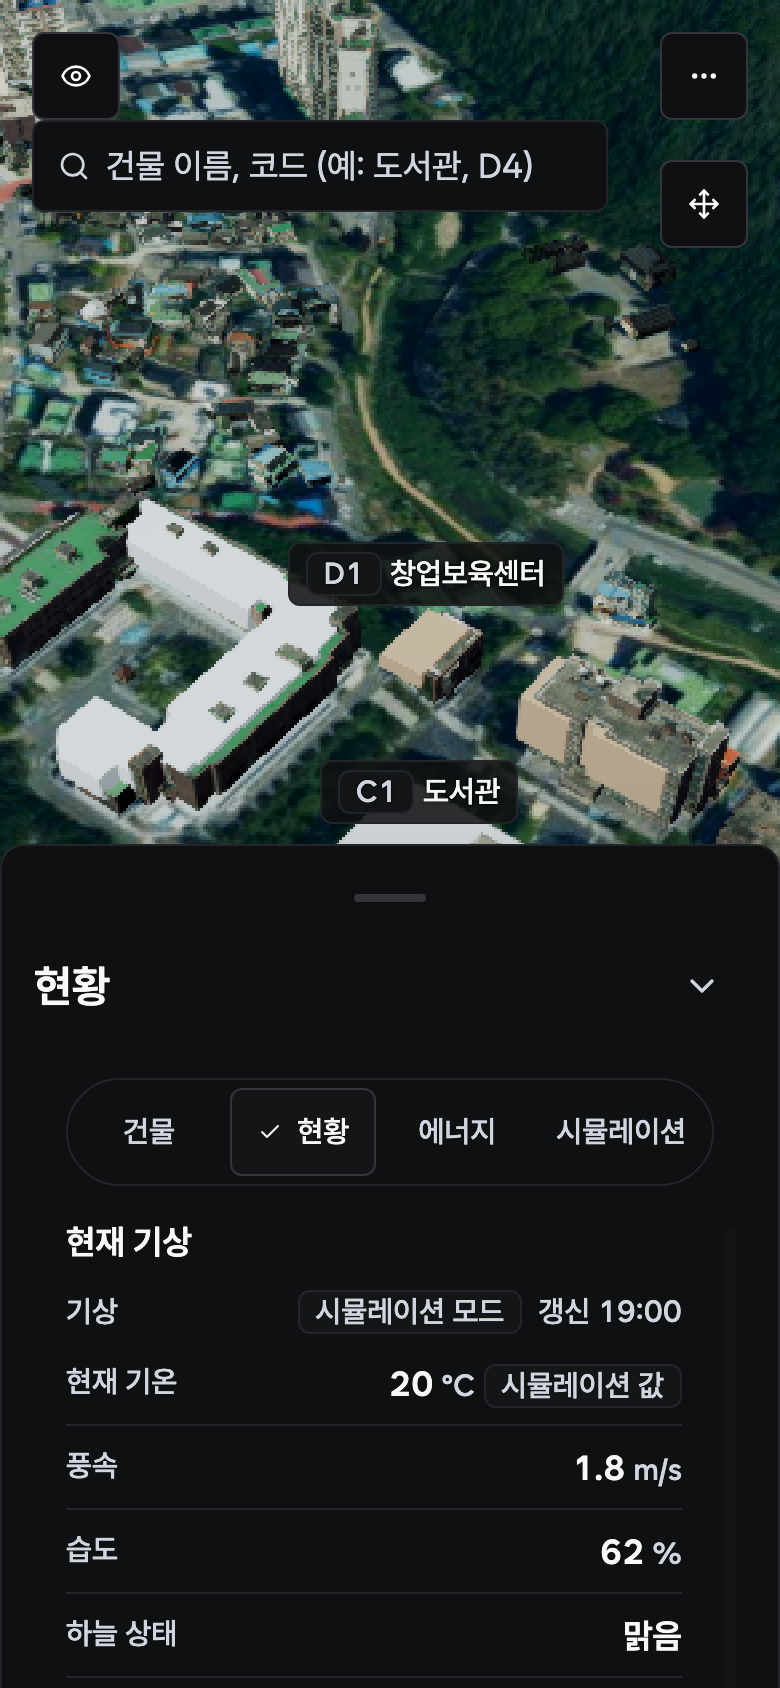 건물 이름, 코드 (예: 도서관, D4)
D1 창업보육센터
C1 도서관
현황
건물 현황 에너지 시뮬레이션
현재 기상
기상 시뮬레이션 모드 갱신 19:00
현재 기온 20 °C 시뮬레이션 값
풍속 1.8 m/s
습도 62 %
하늘 상태 맑음